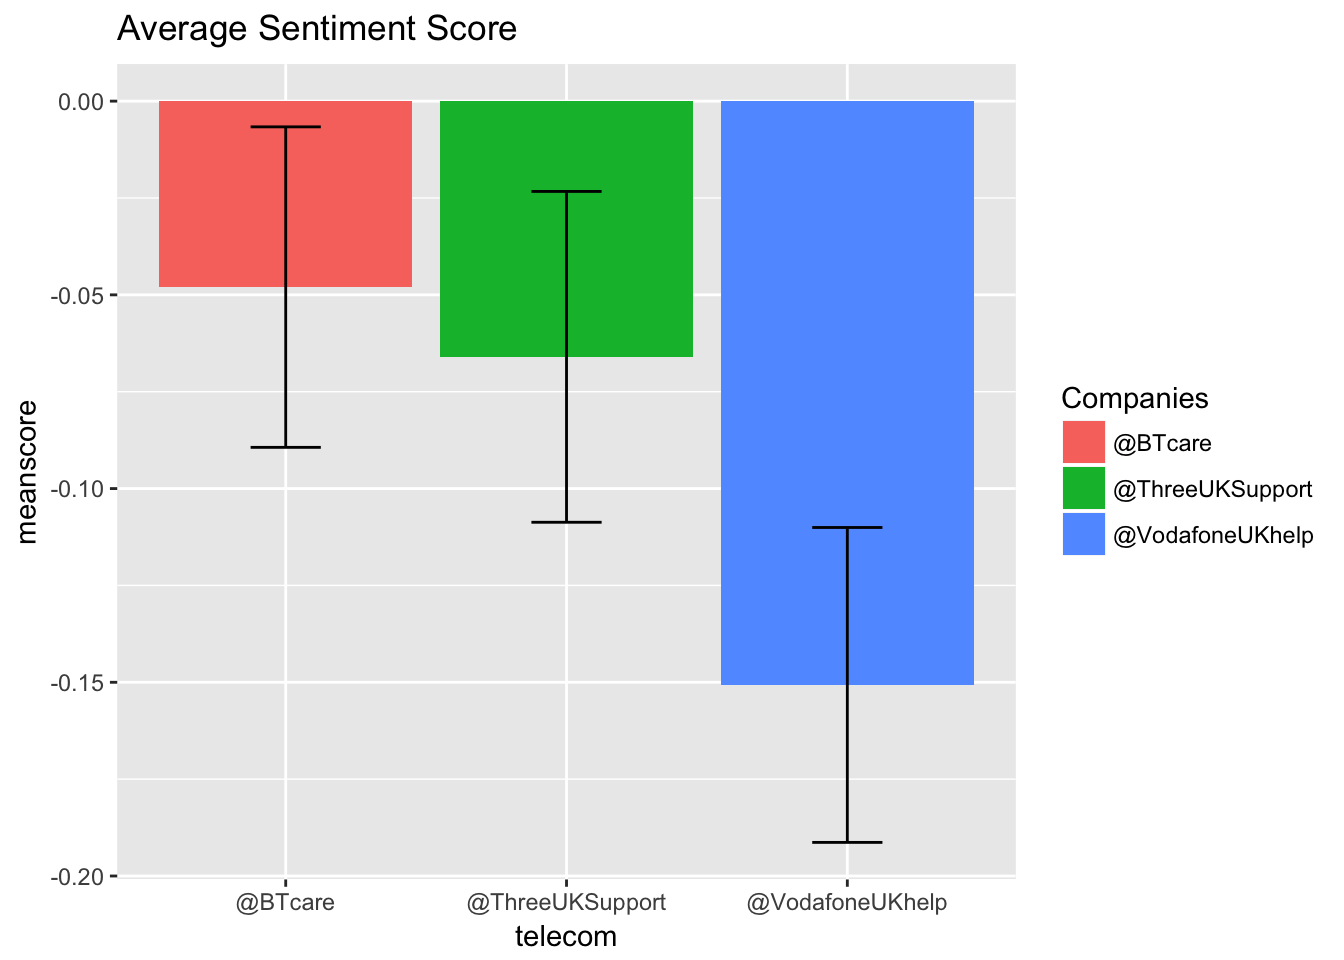 Average Sentiment Score
0.00
-0.05
-0.10
-0.15
-0.20
meanscore
@BTcare
@ThreeUKSupport
@VodafoneUKhelp
telecom
Companies
@BTcare
@ThreeUKSupport
@VodafoneUKhelp